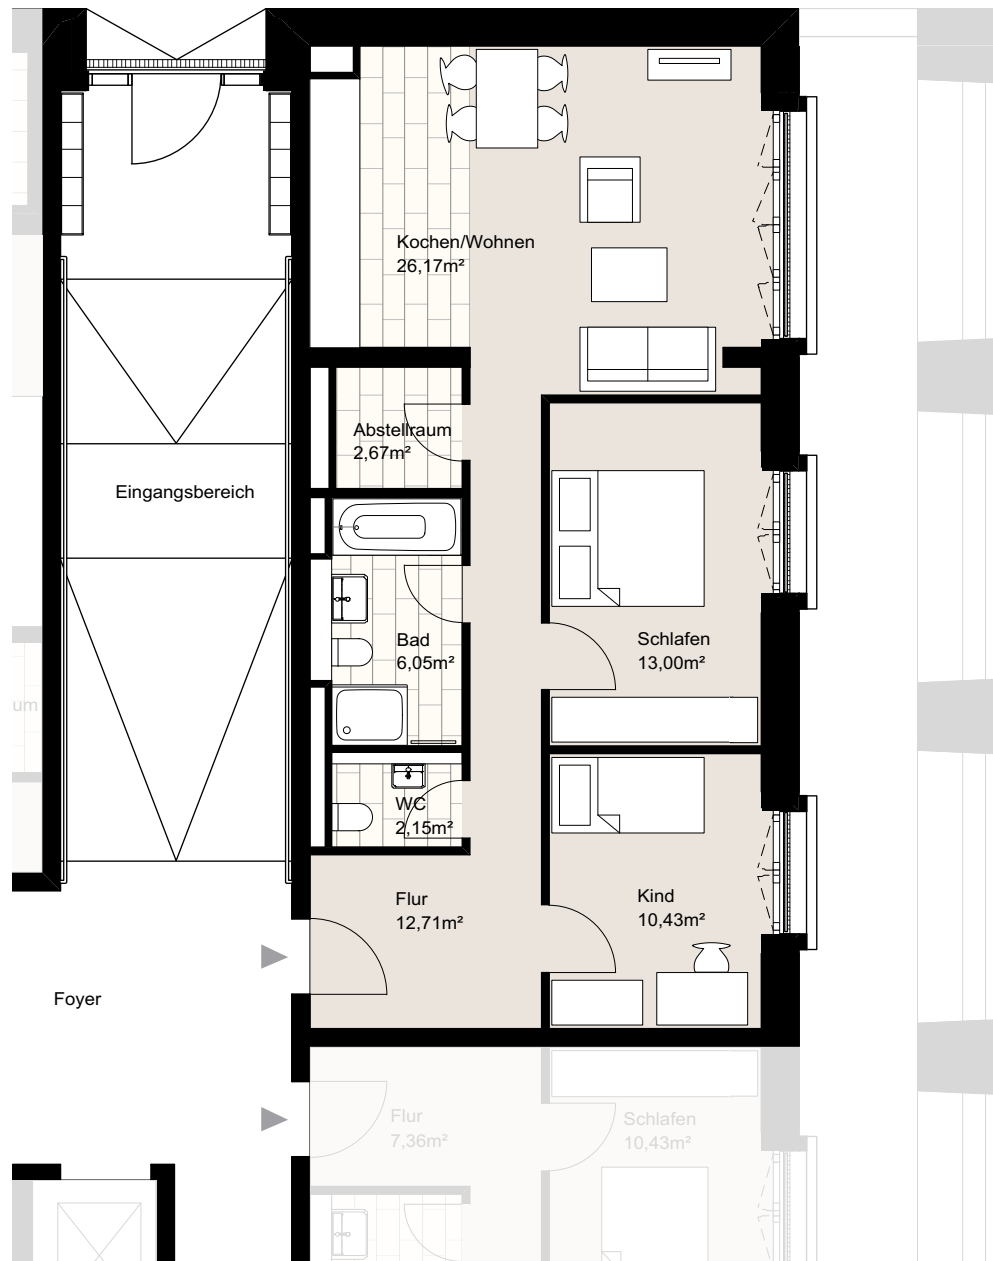 Kochen/Wohnen
26,17m²
Abstellraum
2,67m²
Eingangsbereich
Bad
6,05m²
Schlafen
13,00m²
um
WC
2,15m²
Flur
12,71m²
Kind
10,43m²
Foyer
Flur
7,36m²
Schlafen
10,43m²